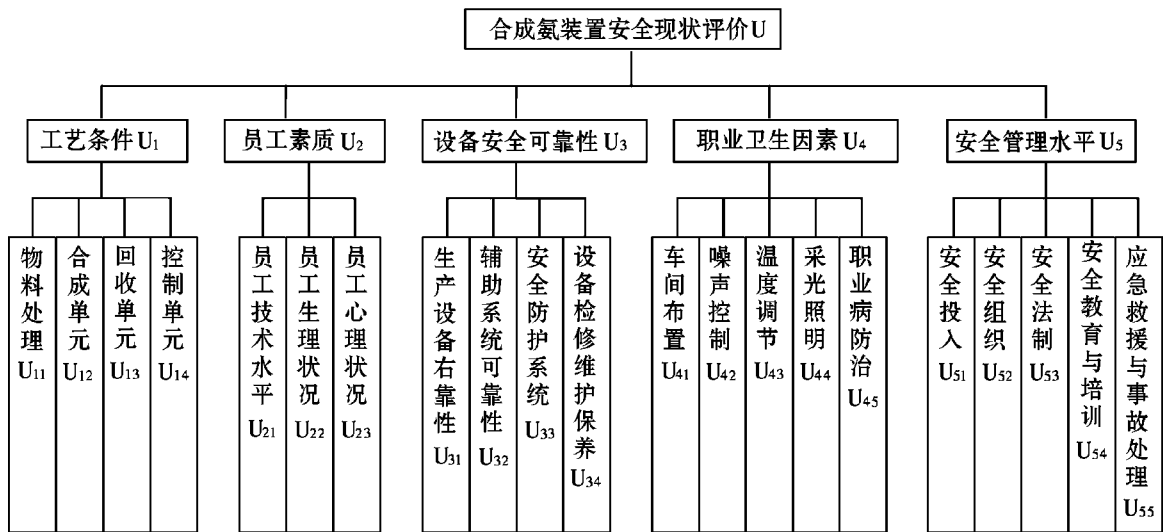 合成氨装置安全现状评价U
工艺条件U₁
员工素质U₂
设备安全可靠性U₃
职业卫生因素U₄
安全管理水平U₅
物料处理U₁₁
合成单元U₁₂
回收单元U₁₃
控制单元U₁₄
员工技术水平U₂₁
员工生理状况U₂₂
员工心理状况U₂₃
生产设备右靠性U₃₁
辅助系统可靠性U₃₂
安全防护系统U₃₃
设备检修维护保养U₃₄
车间布置U₄₁
噪声控制U₄₂
温度调节U₄₃
采光照明U₄₄
职业病防治U₄₅
安全投入U₅₁
安全组织U₅₂
安全法制U₅₃
安全教育与培训U₅₄
应急救援与事故处理U₅₅